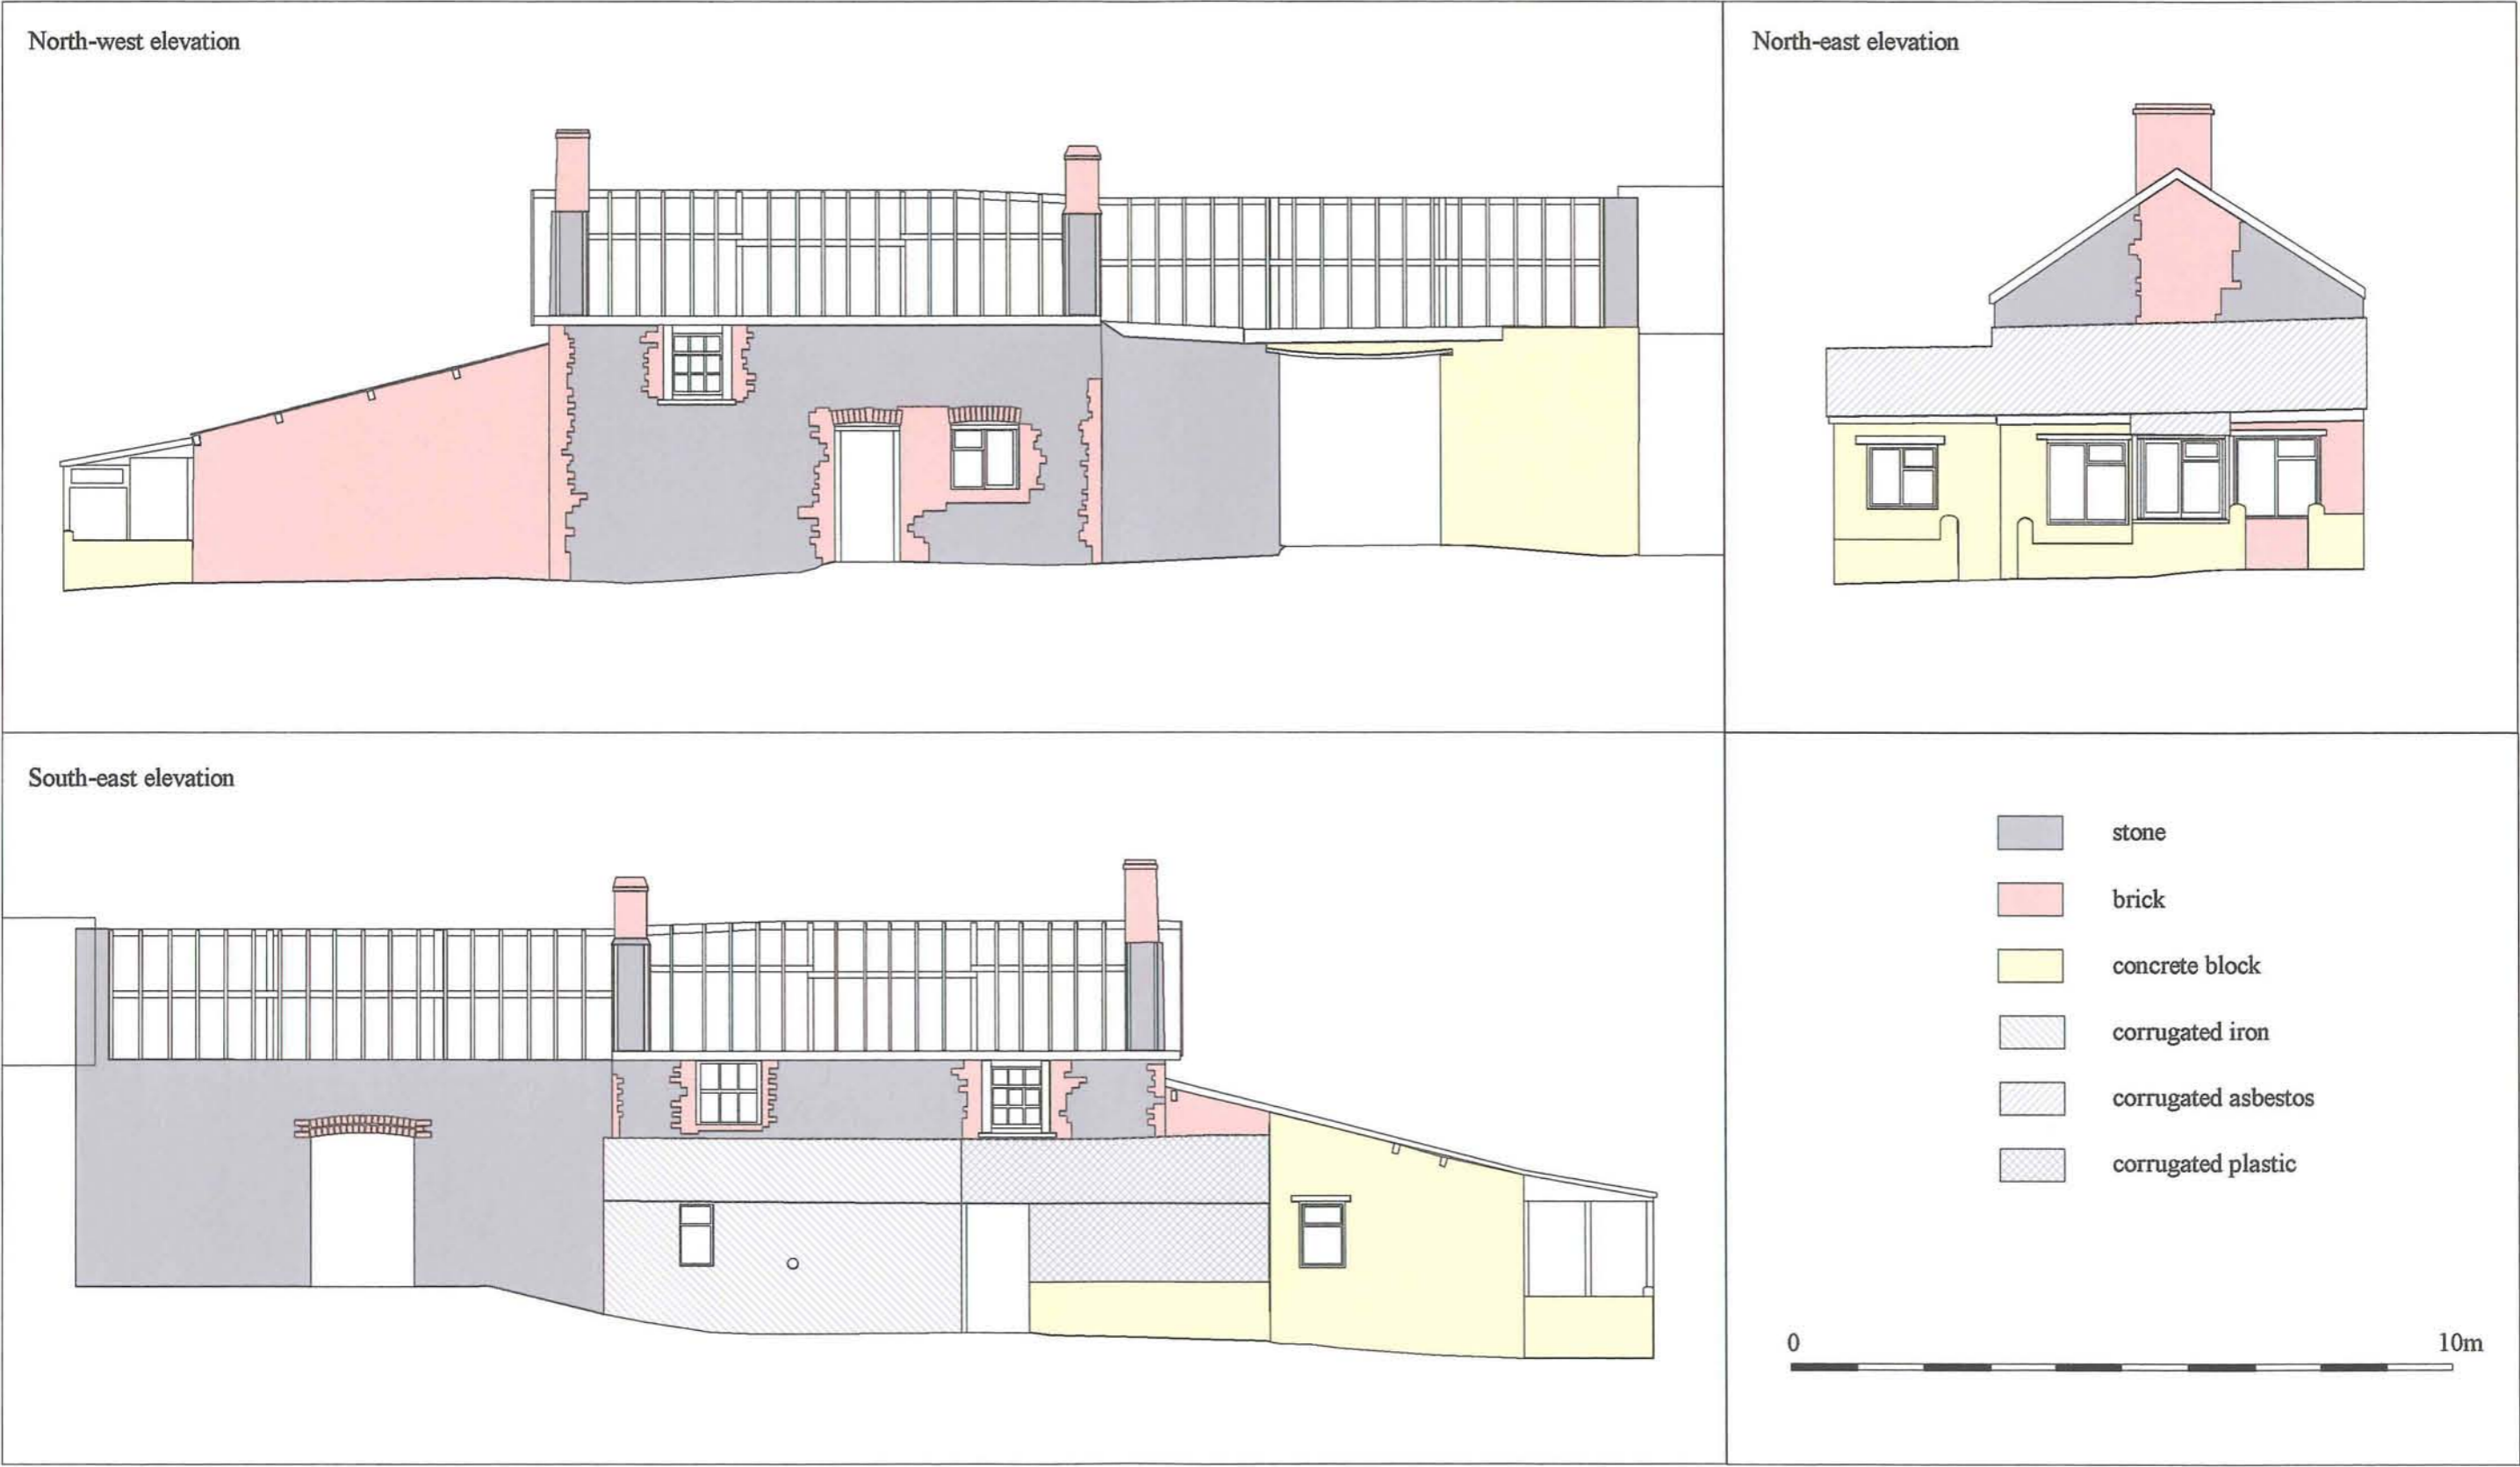 North-west elevation
North-east elevation
South-east elevation
stone
brick
concrete block
corrugated iron
corrugated asbestos
corrugated plastic
0 10m